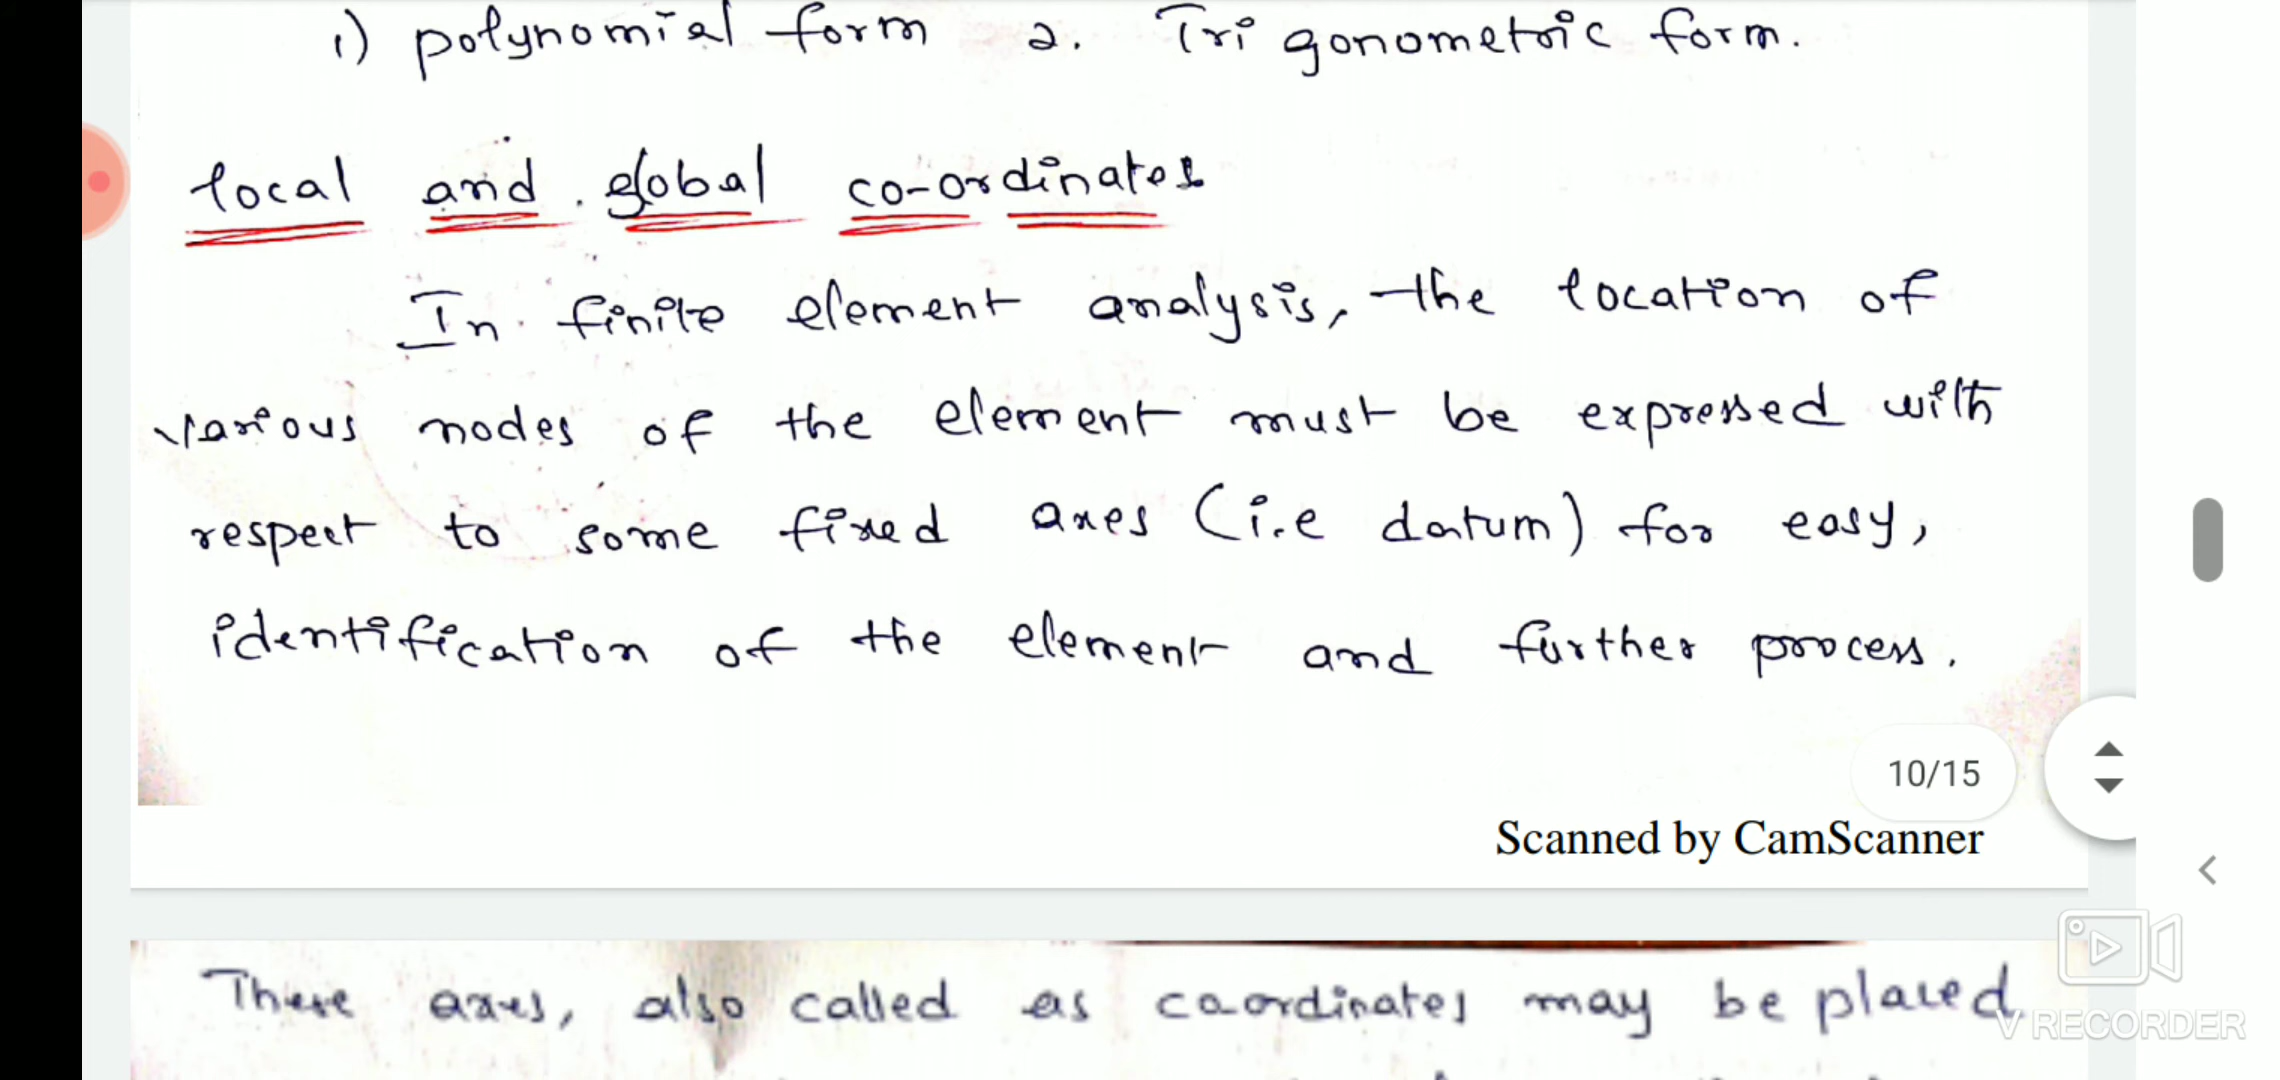 1) polynomial form 2. Trigonometric form.
local and global co-ordinates
In finite element analysis, the location of
various nodes of the element must be expressed with
respect to some fixed axes (i.e datum) for easy,
identification of the element and further process.
10/15
Scanned by CamScanner
These axes, also called as coordinates may be placed
V RECORDER